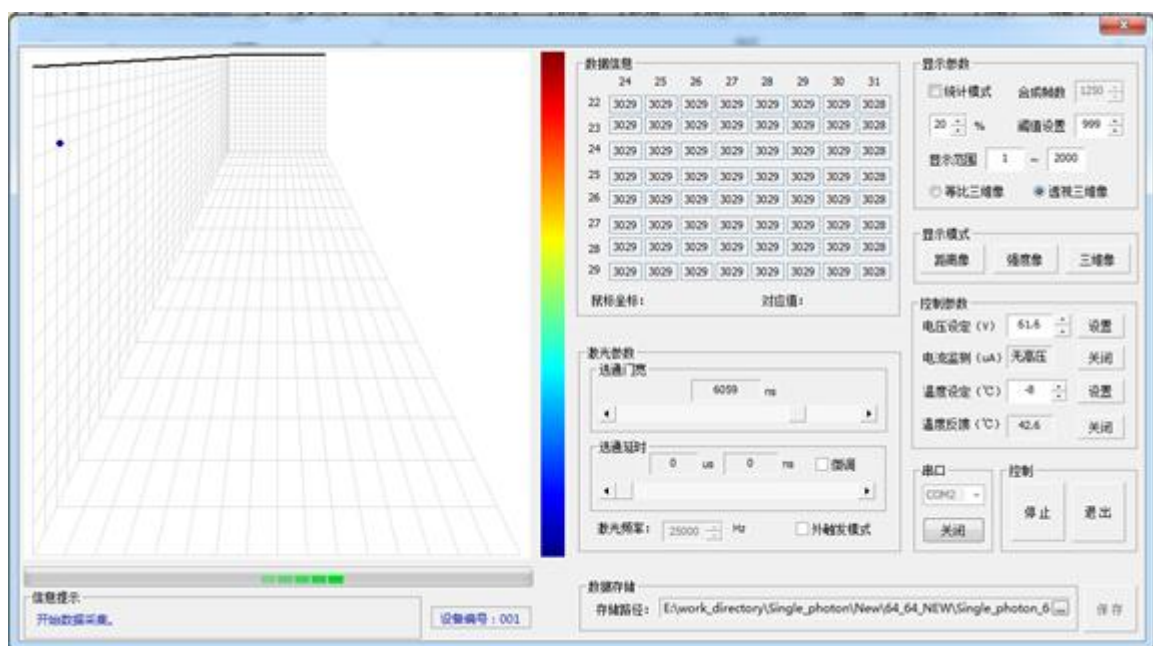 数据信息
24 25 26 27 28 29 30 31
22 3029 3029 3029 3029 3029 3029 3029 3028
23 3029 3029 3029 3029 3029 3029 3029 3028
24 3029 3029 3029 3029 3029 3029 3029 3028
25 3029 3029 3029 3029 3029 3029 3029 3028
26 3029 3029 3029 3029 3029 3029 3029 3028
27 3029 3029 3029 3029 3029 3029 3029 3028
28 3029 3029 3029 3029 3029 3029 3029 3028
29 3029 3029 3029 3029 3029 3029 3029 3028
鼠标坐标: 对应值:
激光参数
选通门宽
6059 ns
选通延时
0 us 0 ns 微调
激光频率: 25000 Hz 外触发模式
显示参数
统计模式 合成帧数 1250
20 % 阈值设置 999
显示范围 1 ~ 2000
等比三维像 透视三维像
显示模式
距离像 强度像 三维像
控制参数
电压设定 (V) 61.6 设置
电流监测 (uA) 无高压 关闭
温度设定 (℃) -8 设置
温度反馈 (℃) 42.6 关闭
串口
COM2
关闭
控制
停止 退出
数据存储
存储路径: E:\work_directory\Single_photon\New\64_64_NEW\Single_photon_6 ... 保存
信息提示
开始数据采集。
设备编号:001